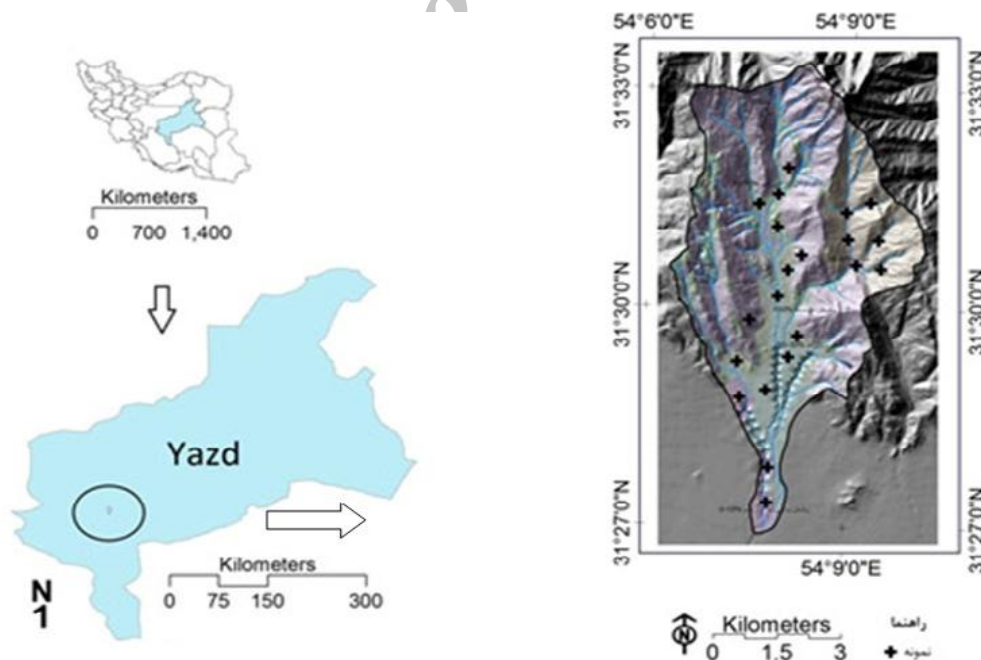 Kilometers
0 700 1,400
Yazd
Kilometers
0 75 150 300
N
1
54°6'0"E 54°9'0"E
31°33'0"N 31°33'0"N
31°30'0"N 31°30'0"N
31°27'0"N 31°27'0"N
54°9'0"E
N
Kilometers
0 1.5 3
راهنما
نمونه